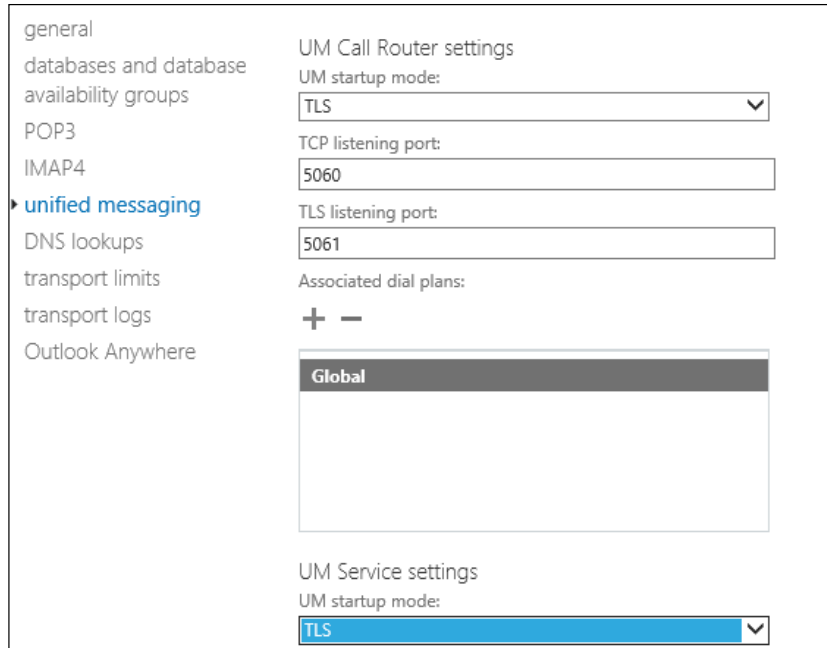 general
databases and database
availability groups
POP3
IMAP4
unified messaging
DNS lookups
transport limits
transport logs
Outlook Anywhere
UM Call Router settings
UM startup mode:
TLS
TCP listening port:
5060
TLS listening port:
5061
Associated dial plans:
Global
UM Service settings
UM startup mode:
TLS